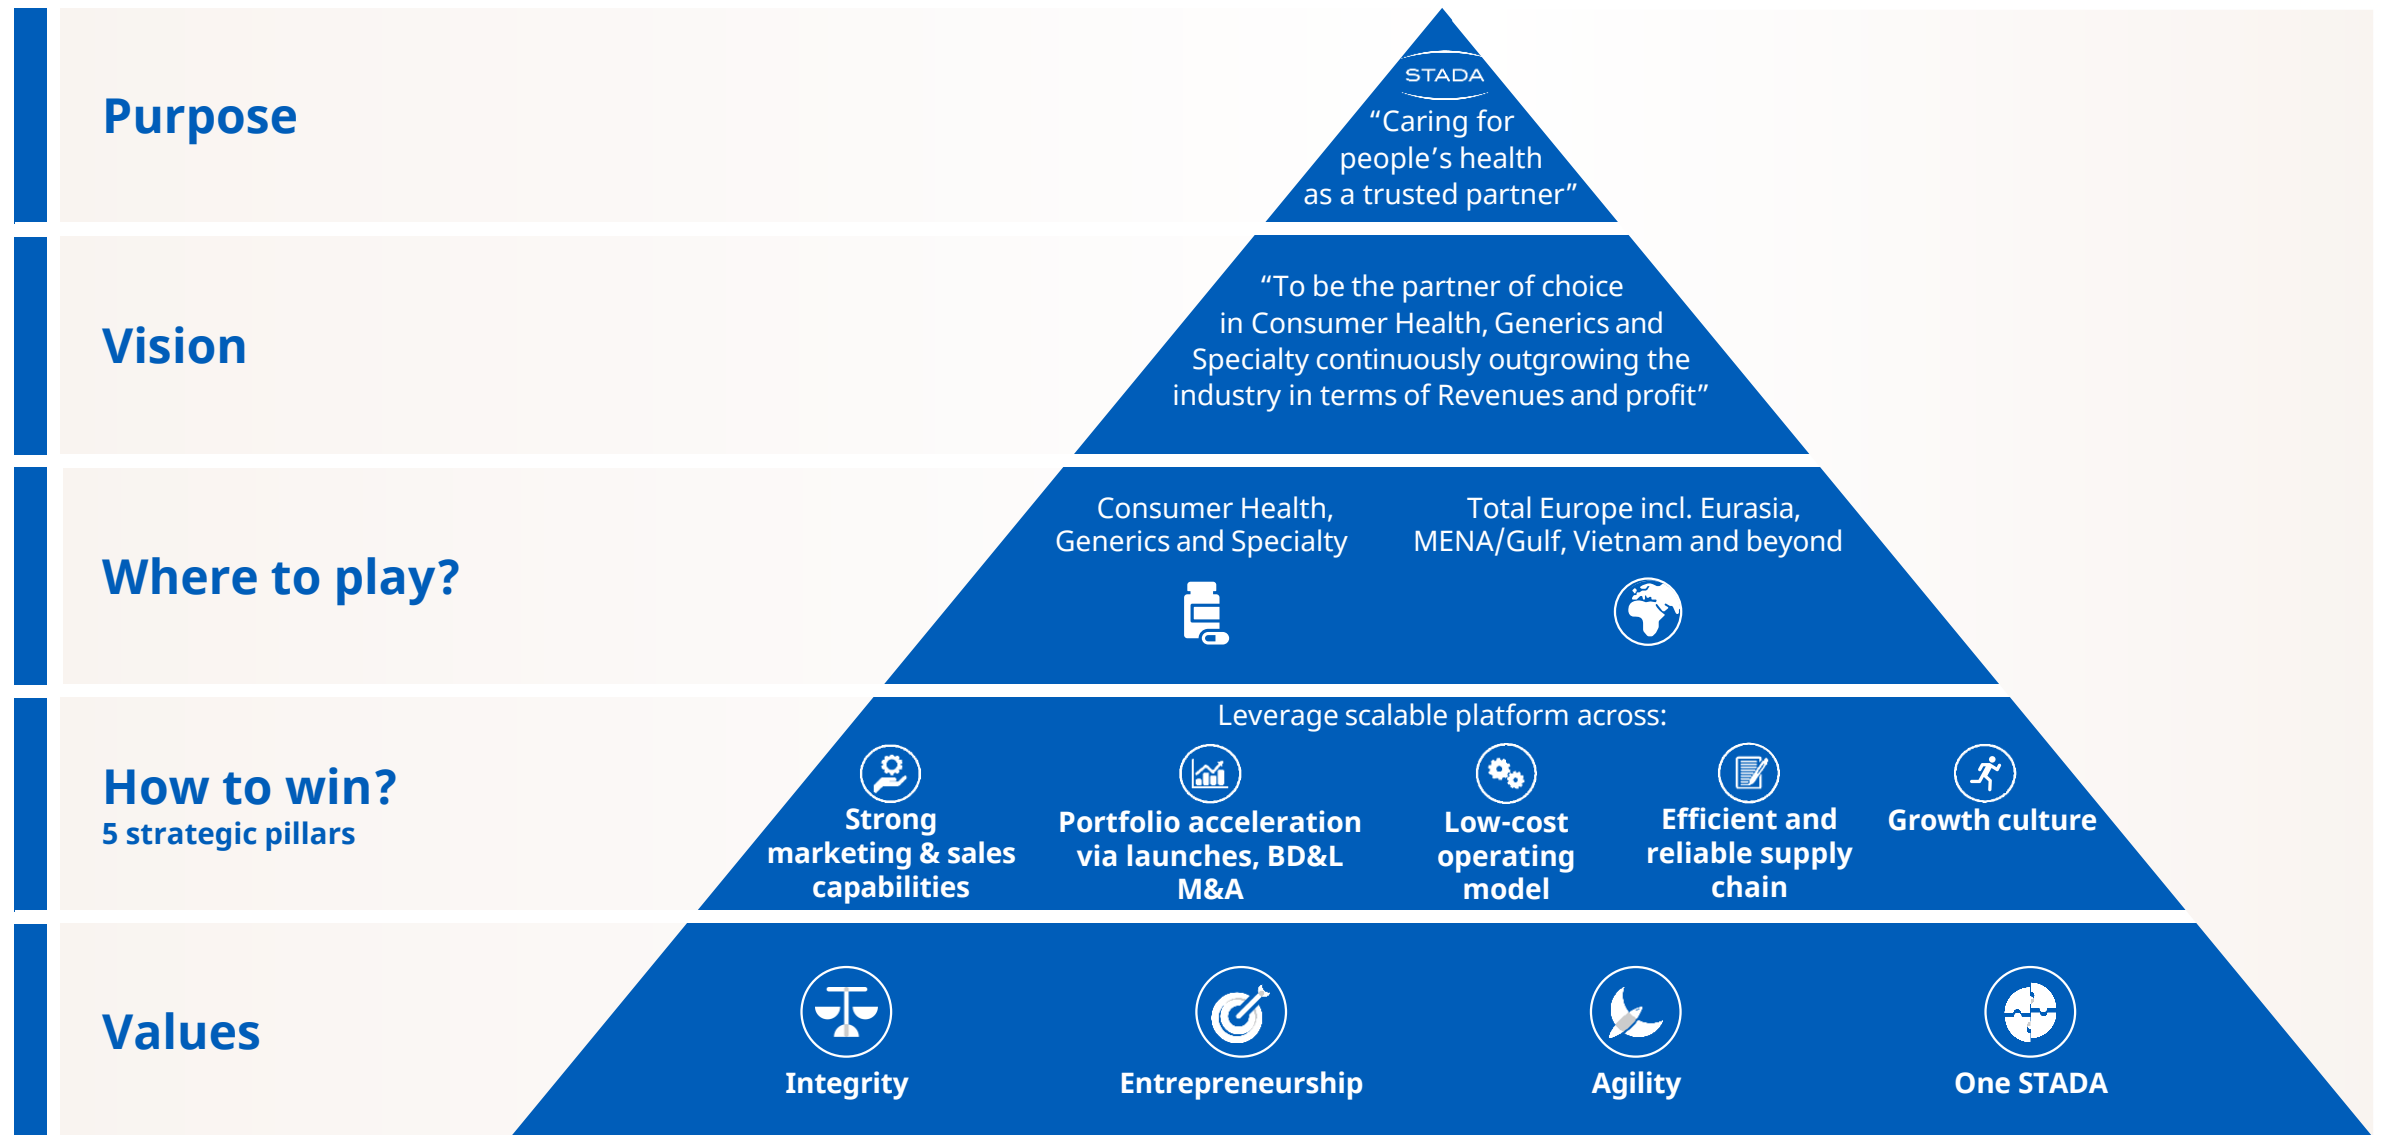 Purpose
STADA
“Caring for
people’s health
as a trusted partner”
Vision
“To be the partner of choice
in Consumer Health, Generics and
Specialty continuously outgrowing the
industry in terms of Revenues and profit”
Where to play?
Consumer Health,
Generics and Specialty
Total Europe incl. Eurasia,
MENA/Gulf, Vietnam and beyond
How to win?
5 strategic pillars
Leverage scalable platform across:
Strong
marketing & sales
capabilities
Portfolio acceleration
via launches, BD&L
M&A
Low-cost
operating
model
Efficient and
reliable supply
chain
Growth culture
Values
Integrity
Entrepreneurship
Agility
One STADA